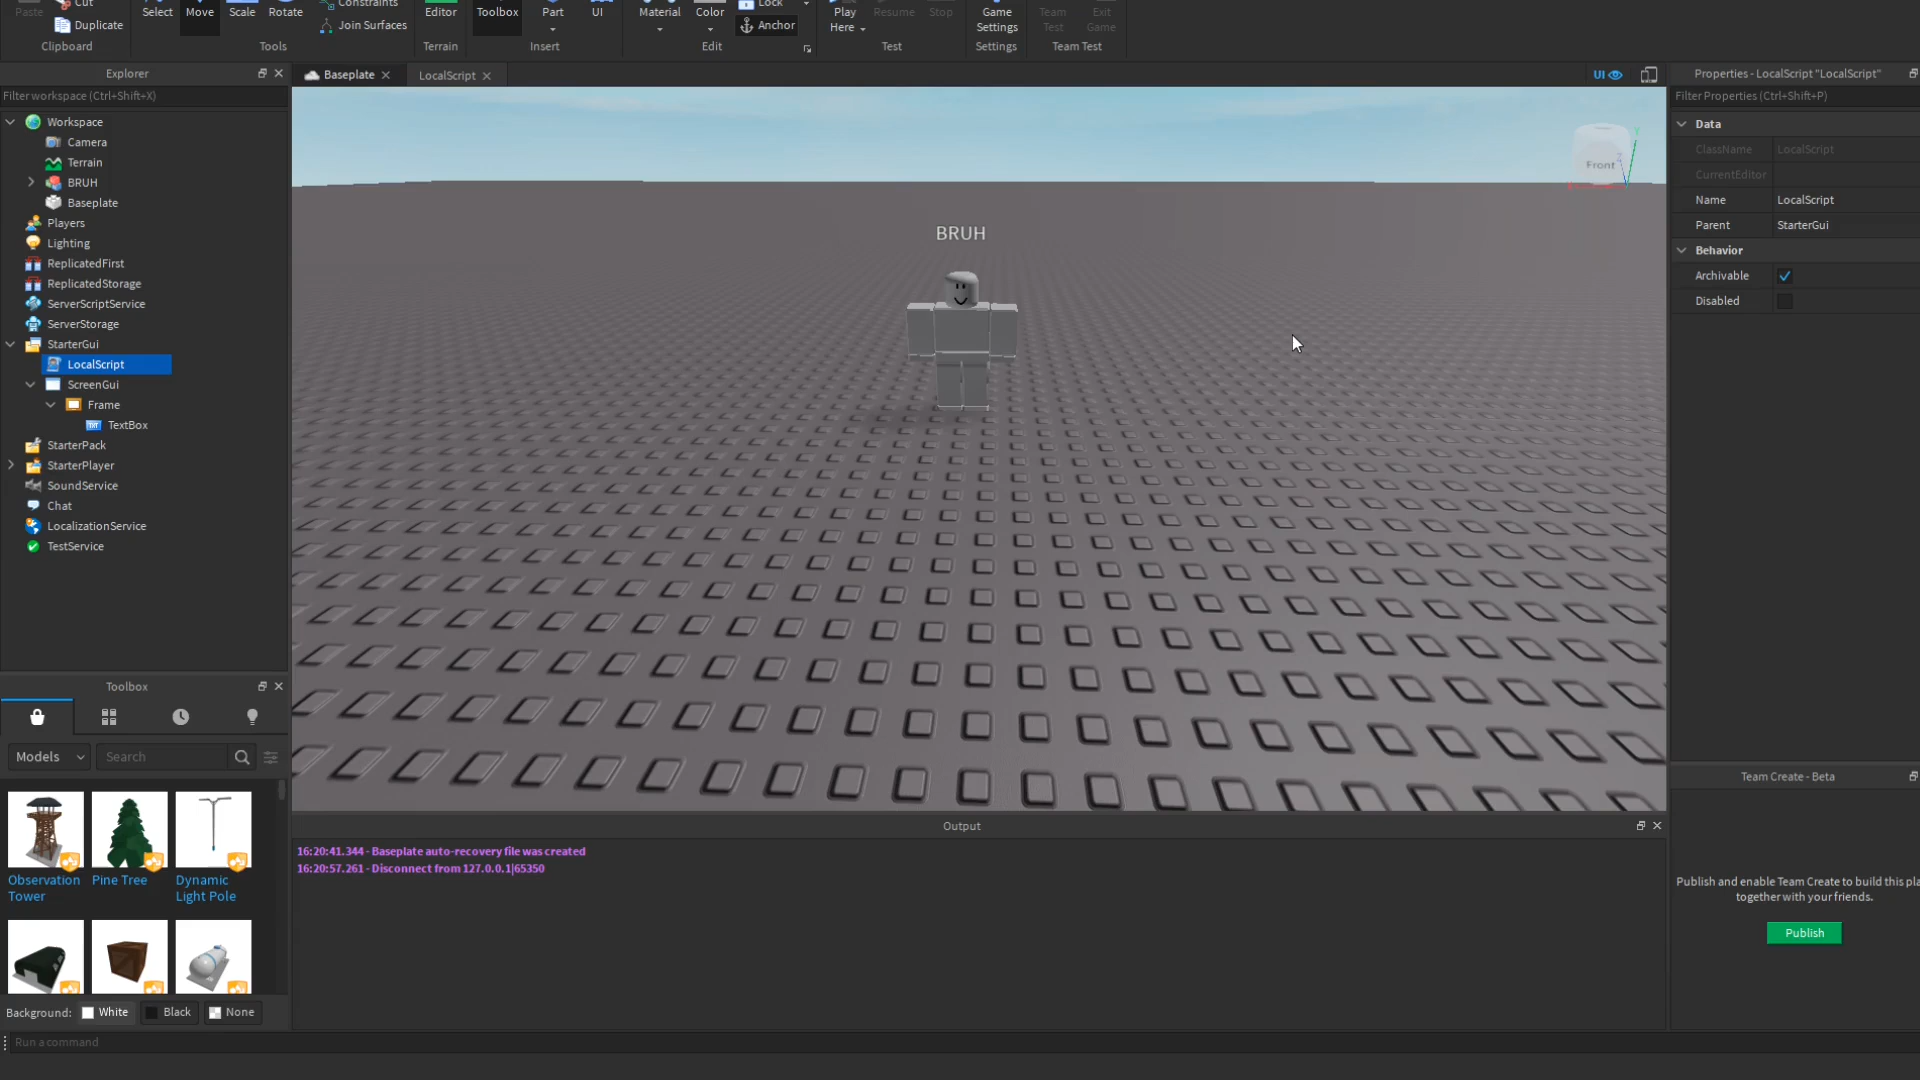 Paste
Cut
Duplicate
Clipboard
Select
Move
Scale
Rotate
Constraints
Join Surfaces
Tools
Editor
Terrain
Toolbox
Part
UI
Insert
Material
Color
Lock
Anchor
Edit
Play
Here
Resume
Stop
Test
Game
Settings
Settings
Team
Test
Exit
Game
Team Test
Explorer
Filter workspace (Ctrl+Shift+X)
Workspace
Camera
Terrain
BRUH
Baseplate
Players
Lighting
ReplicatedFirst
ReplicatedStorage
ServerScriptService
ServerStorage
StarterGui
LocalScript
ScreenGui
Frame
TextBox
StarterPack
StarterPlayer
SoundService
Chat
LocalizationService
TestService
Baseplate
LocalScript
UI
BRUH
Front
Y
Z
Properties - LocalScript "LocalScript"
Filter Properties (Ctrl+Shift+P)
Data
ClassName LocalScript
CurrentEditor
Name LocalScript
Parent StarterGui
Behavior
Archivable
Disabled
Toolbox
Models
Search
Observation
Tower
Pine Tree
Dynamic
Light Pole
Background: White Black None
Output
16:20:41.344 - Baseplate auto-recovery file was created
16:20:57.261 - Disconnect from 127.0.0.1|65350
Team Create - Beta
Publish and enable Team Create to build this pla
together with your friends.
Publish
Run a command